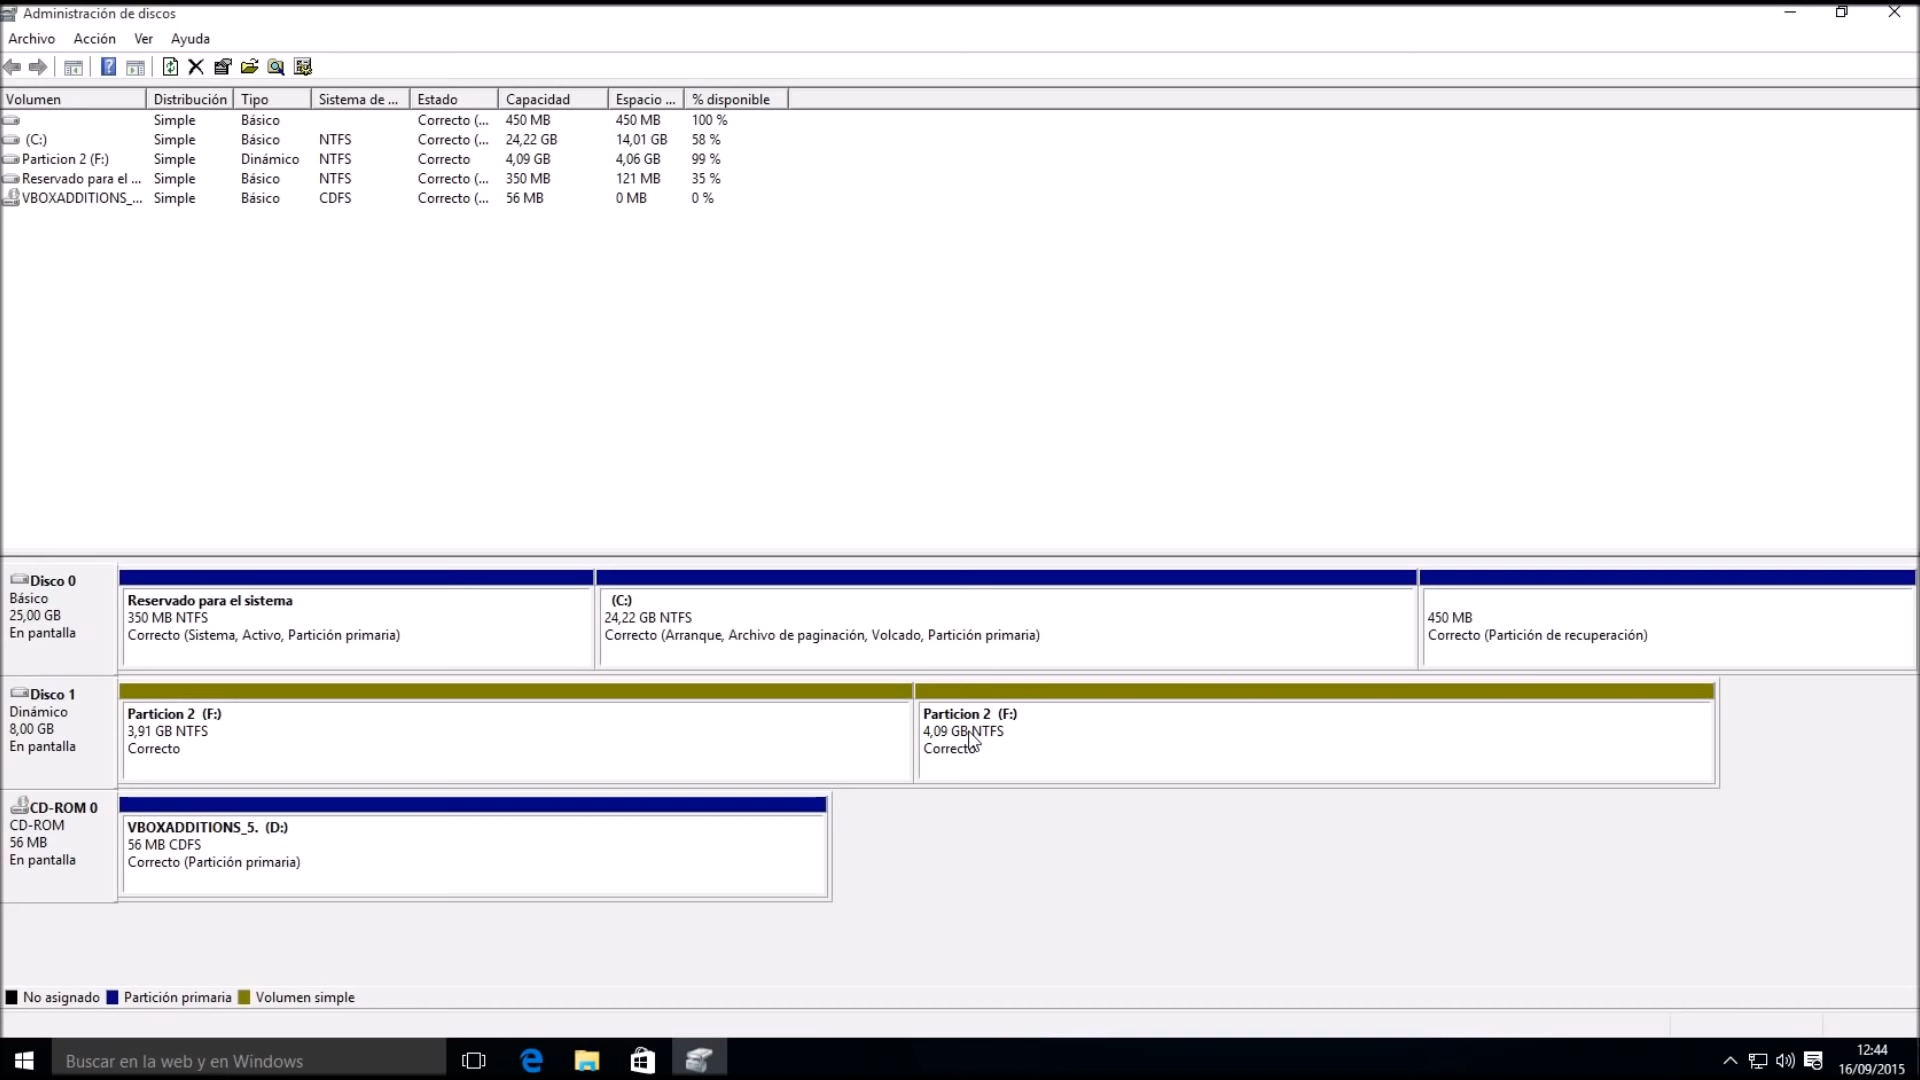 Administración de discos
Archivo Acción Ver Ayuda
Volumen Distribución Tipo Sistema de ... Estado Capacidad Espacio ... % disponible
Simple Básico Correcto (... 450 MB 450 MB 100 %
(C:) Simple Básico NTFS Correcto (... 24,22 GB 14,01 GB 58 %
Particion 2 (F:) Simple Dinámico NTFS Correcto 4,09 GB 4,06 GB 99 %
Reservado para el ... Simple Básico NTFS Correcto (... 350 MB 121 MB 35 %
VBOXADDITIONS_... Simple Básico CDFS Correcto (... 56 MB 0 MB 0 %
Disco 0
Básico
25,00 GB
En pantalla
Reservado para el sistema
350 MB NTFS
Correcto (Sistema, Activo, Partición primaria)
(C:)
24,22 GB NTFS
Correcto (Arranque, Archivo de paginación, Volcado, Partición primaria)
450 MB
Correcto (Partición de recuperación)
Disco 1
Dinámico
8,00 GB
En pantalla
Particion 2 (F:)
3,91 GB NTFS
Correcto
Particion 2 (F:)
4,09 GB NTFS
Correcto
CD-ROM 0
CD-ROM
56 MB
En pantalla
VBOXADDITIONS_5. (D:)
56 MB CDFS
Correcto (Partición primaria)
No asignado Partición primaria Volumen simple
Buscar en la web y en Windows
12:44
16/09/2015